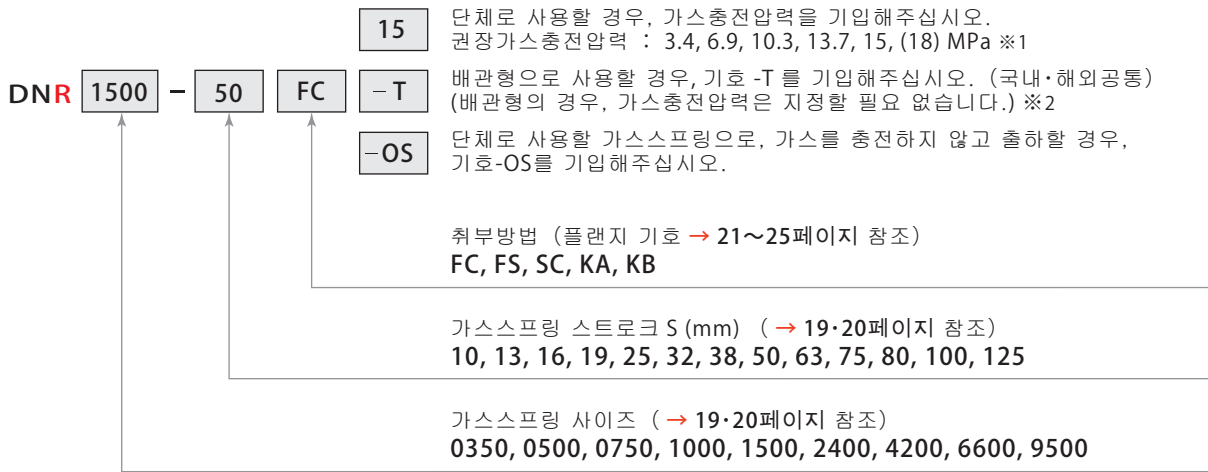 15 단체로 사용할 경우, 가스충전압력을 기입해주십시오.
권장가스충전압력 : 3.4, 6.9, 10.3, 13.7, 15, (18) MPa ※1
DNR 1500 - 50 FC -T 배관형으로 사용할 경우, 기호 -T 를 기입해주십시오. (국내·해외공통)
(배관형의 경우, 가스충전압력은 지정할 필요 없습니다.) ※2
-OS 단체로 사용할 가스스프링으로, 가스를 충전하지 않고 출하할 경우,
기호-OS를 기입해주십시오.
취부방법 (플랜지 기호 → 21~25페이지 참조)
FC, FS, SC, KA, KB
가스스프링 스트로크 S (mm) ( → 19·20페이지 참조)
10, 13, 16, 19, 25, 32, 38, 50, 63, 75, 80, 100, 125
가스스프링 사이즈 ( → 19·20페이지 참조)
0350, 0500, 0750, 1000, 1500, 2400, 4200, 6600, 9500